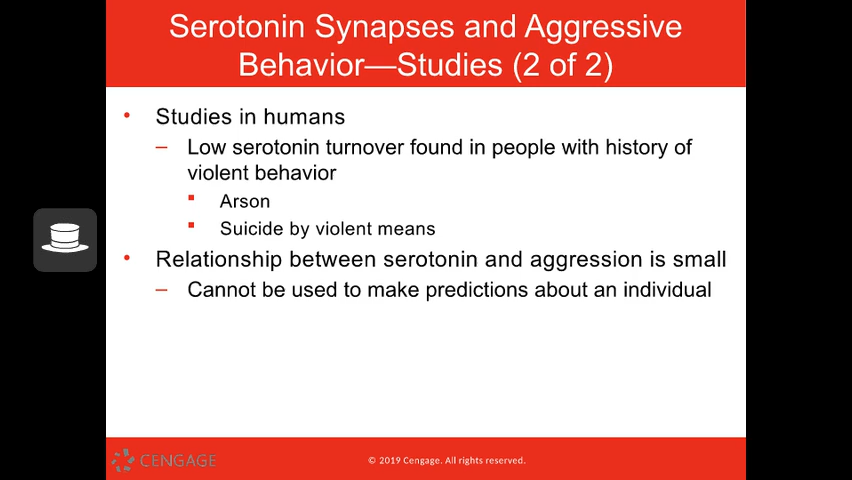 Serotonin Synapses and Aggressive
Behavior—Studies (2 of 2)
• Studies in humans
– Low serotonin turnover found in people with history of
violent behavior
▪ Arson
▪ Suicide by violent means
• Relationship between serotonin and aggression is small
– Cannot be used to make predictions about an individual
CENGAGE
© 2019 Cengage. All rights reserved.